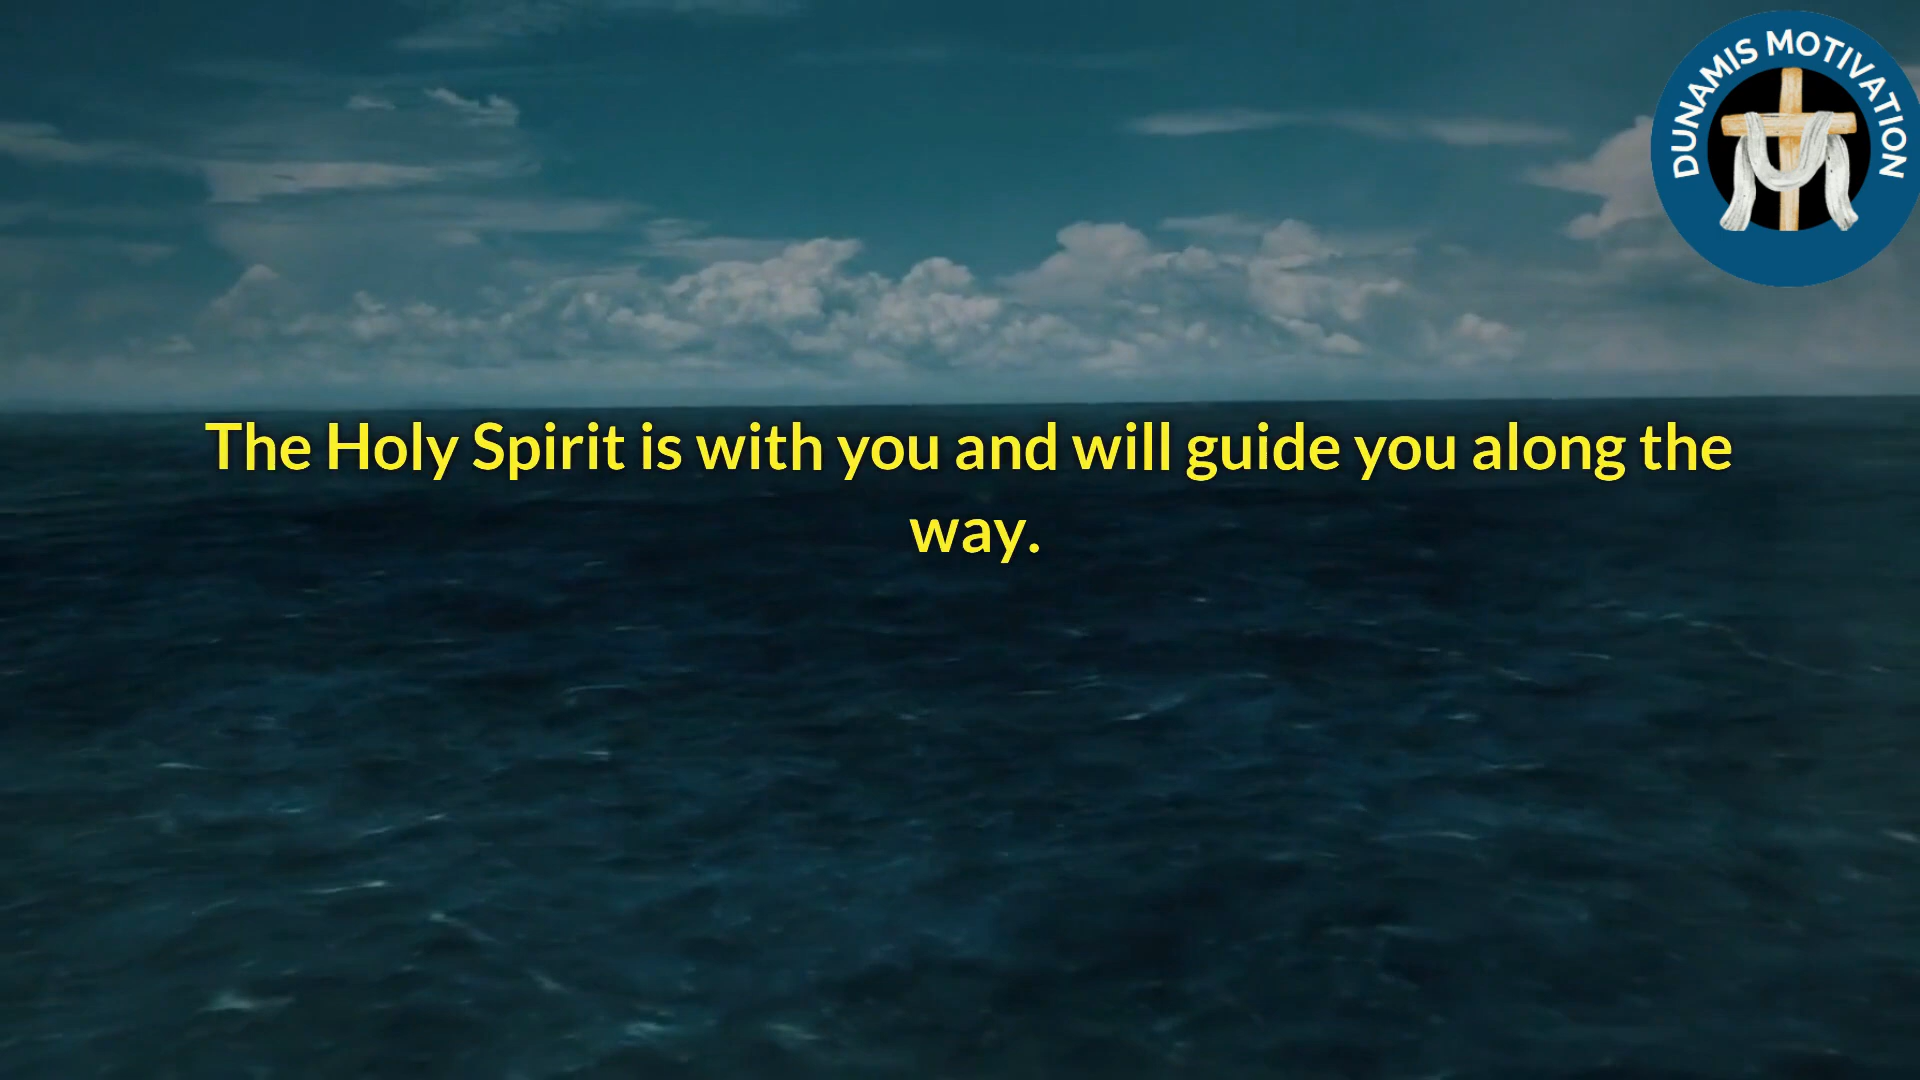 DUNAMIS MOTIVATION
The Holy Spirit is with you and will guide you along the
way.